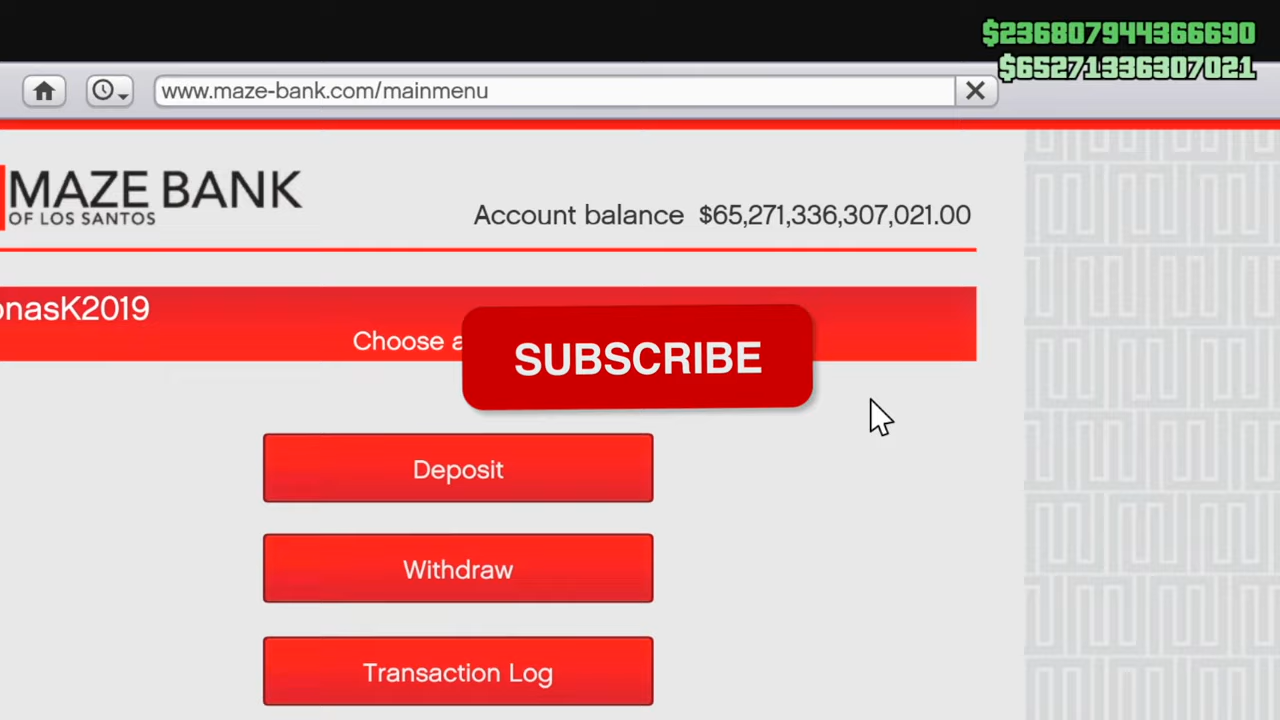 $236807944366690
$65271336307021
www.maze-bank.com/mainmenu
MAZE BANK
OF LOS SANTOS
Account balance $65,271,336,307,021.00
onasK2019
Choose a
SUBSCRIBE
Deposit
Withdraw
Transaction Log